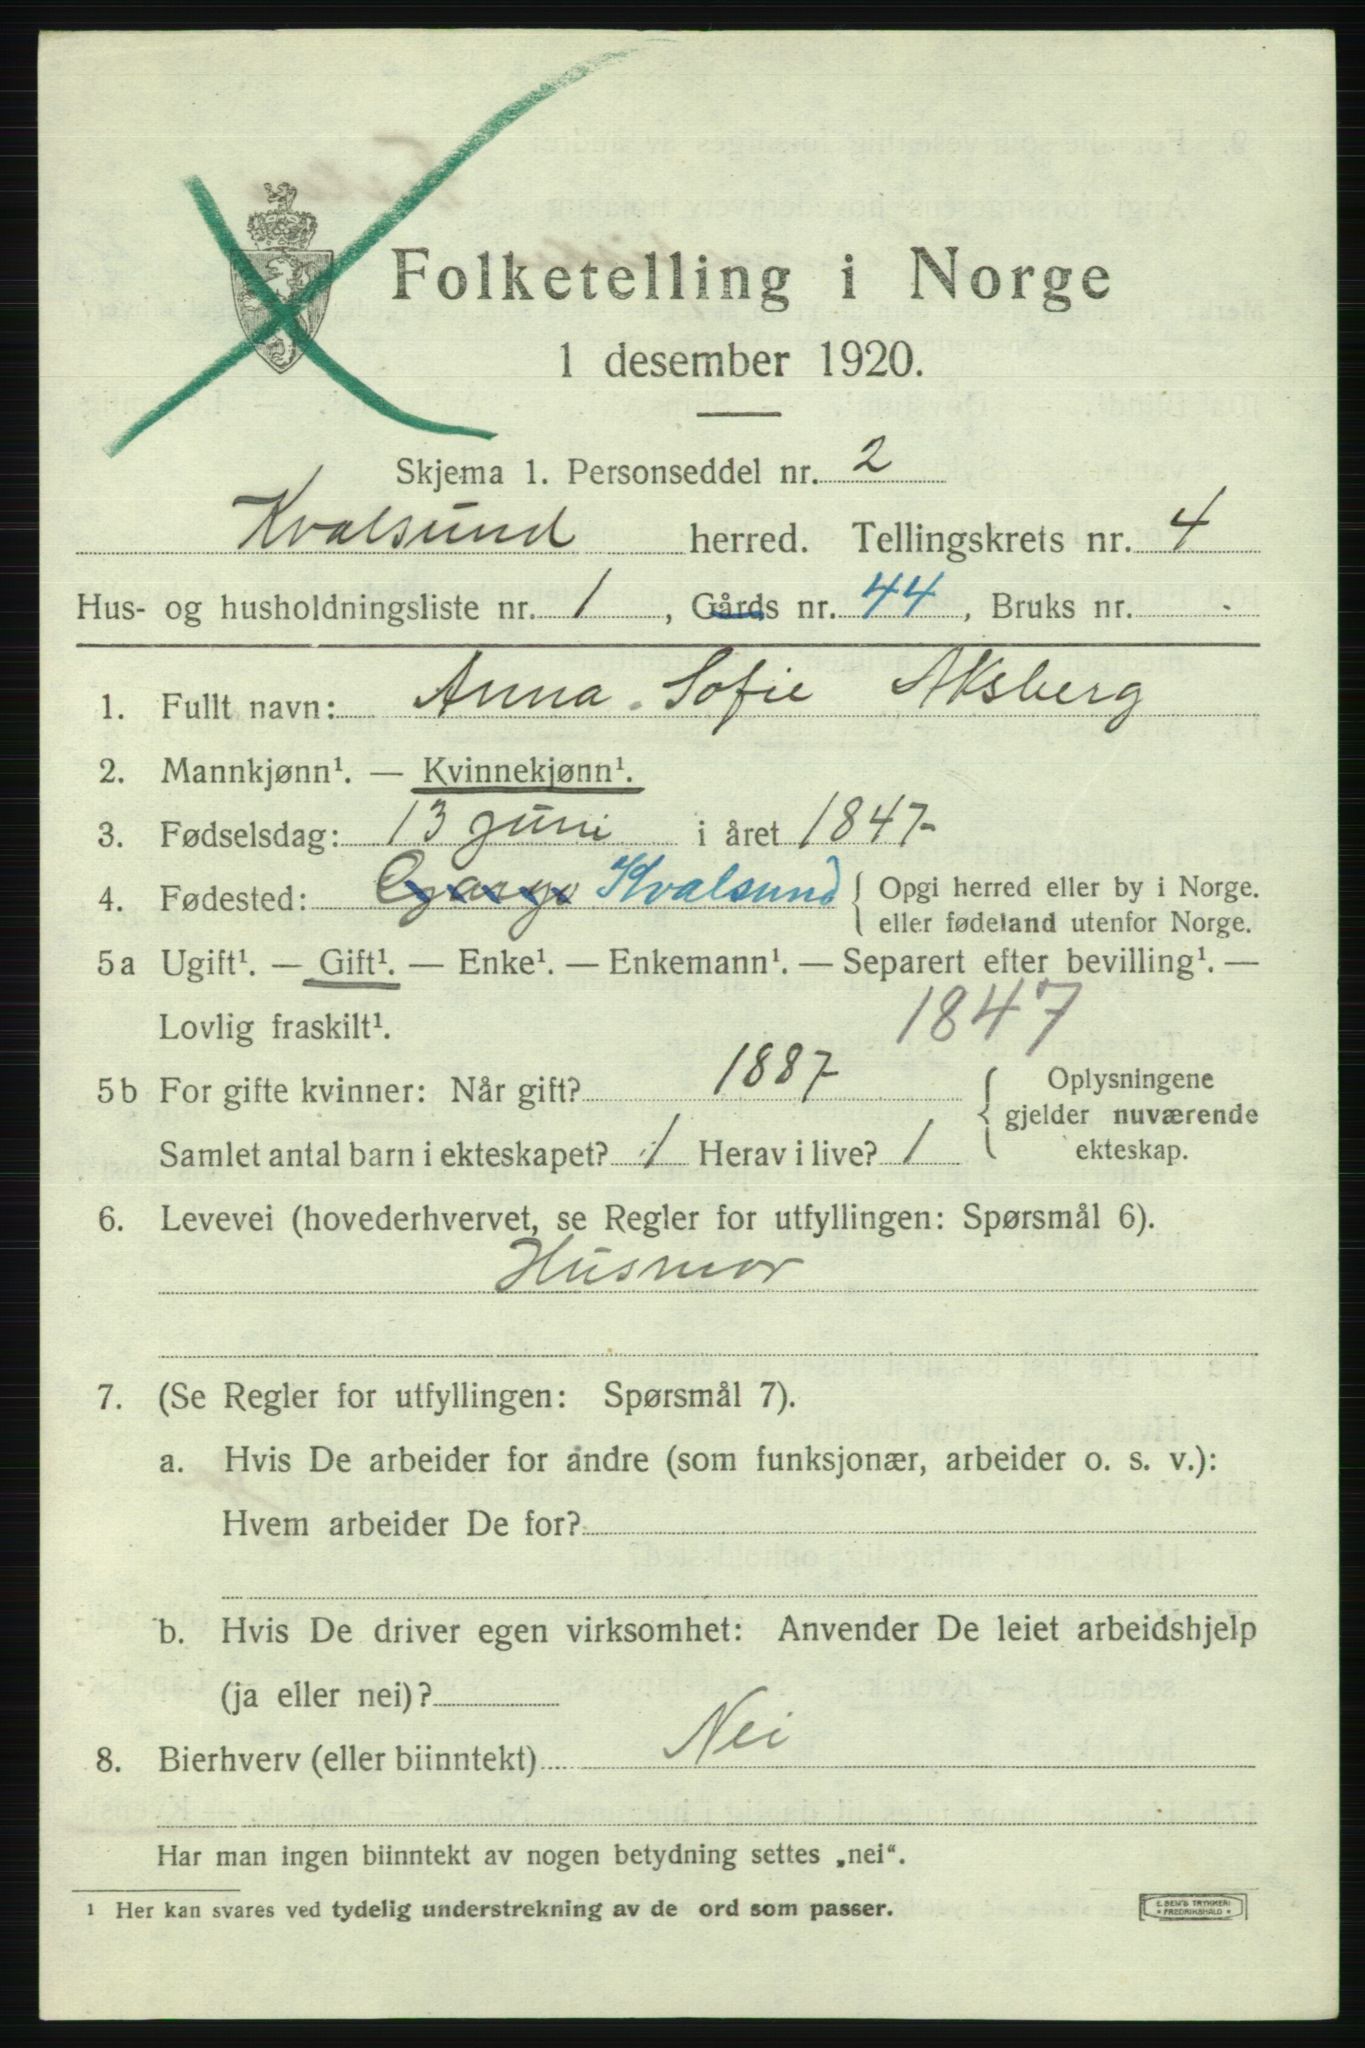 Folketelling i Norge
1 desember 1920.
Skjema 1. Personseddel nr. 2
Kvalsund herred. Tellingskrets nr. 4
Hus- og husholdningsliste nr. 1, Gårds nr. 44, Bruks nr.
1. Fullt navn: Anna Sofie Aksberg
2. Mannkjønn¹. — Kvinnekjønn¹.
3. Fødselsdag: 13 juni i året 1847-
4. Fødested: Kvalsund { Opgi herred eller by i Norge.
eller fødeland utenfor Norge.
5a Ugift¹. — Gift¹. — Enke¹. — Enkemann¹. — Separert efter bevilling¹. —
Lovlig fraskilt¹. 1847
5b For gifte kvinner: Når gift? 1887 { Oplysningene
gjelder nuværende
Samlet antal barn i ekteskapet? 1 Herav i live? 1 ekteskap.
6. Levevei (hovederhvervet, se Regler for utfyllingen: Spørsmål 6).
Husmor
7. (Se Regler for utfyllingen: Spørsmål 7).
a. Hvis De arbeider for andre (som funksjonær, arbeider o. s. v.):
Hvem arbeider De for?
b. Hvis De driver egen virksomhet: Anvender De leiet arbeidshjelp
(ja eller nei)?
8. Bierhverv (eller biinntekt) Nei
Har man ingen biinntekt av nogen betydning settes „nei“.
¹ Her kan svares ved tydelig understrekning av de ord som passer.
E. SEM'S TRYKKERI
* FREDRIKSHALD *